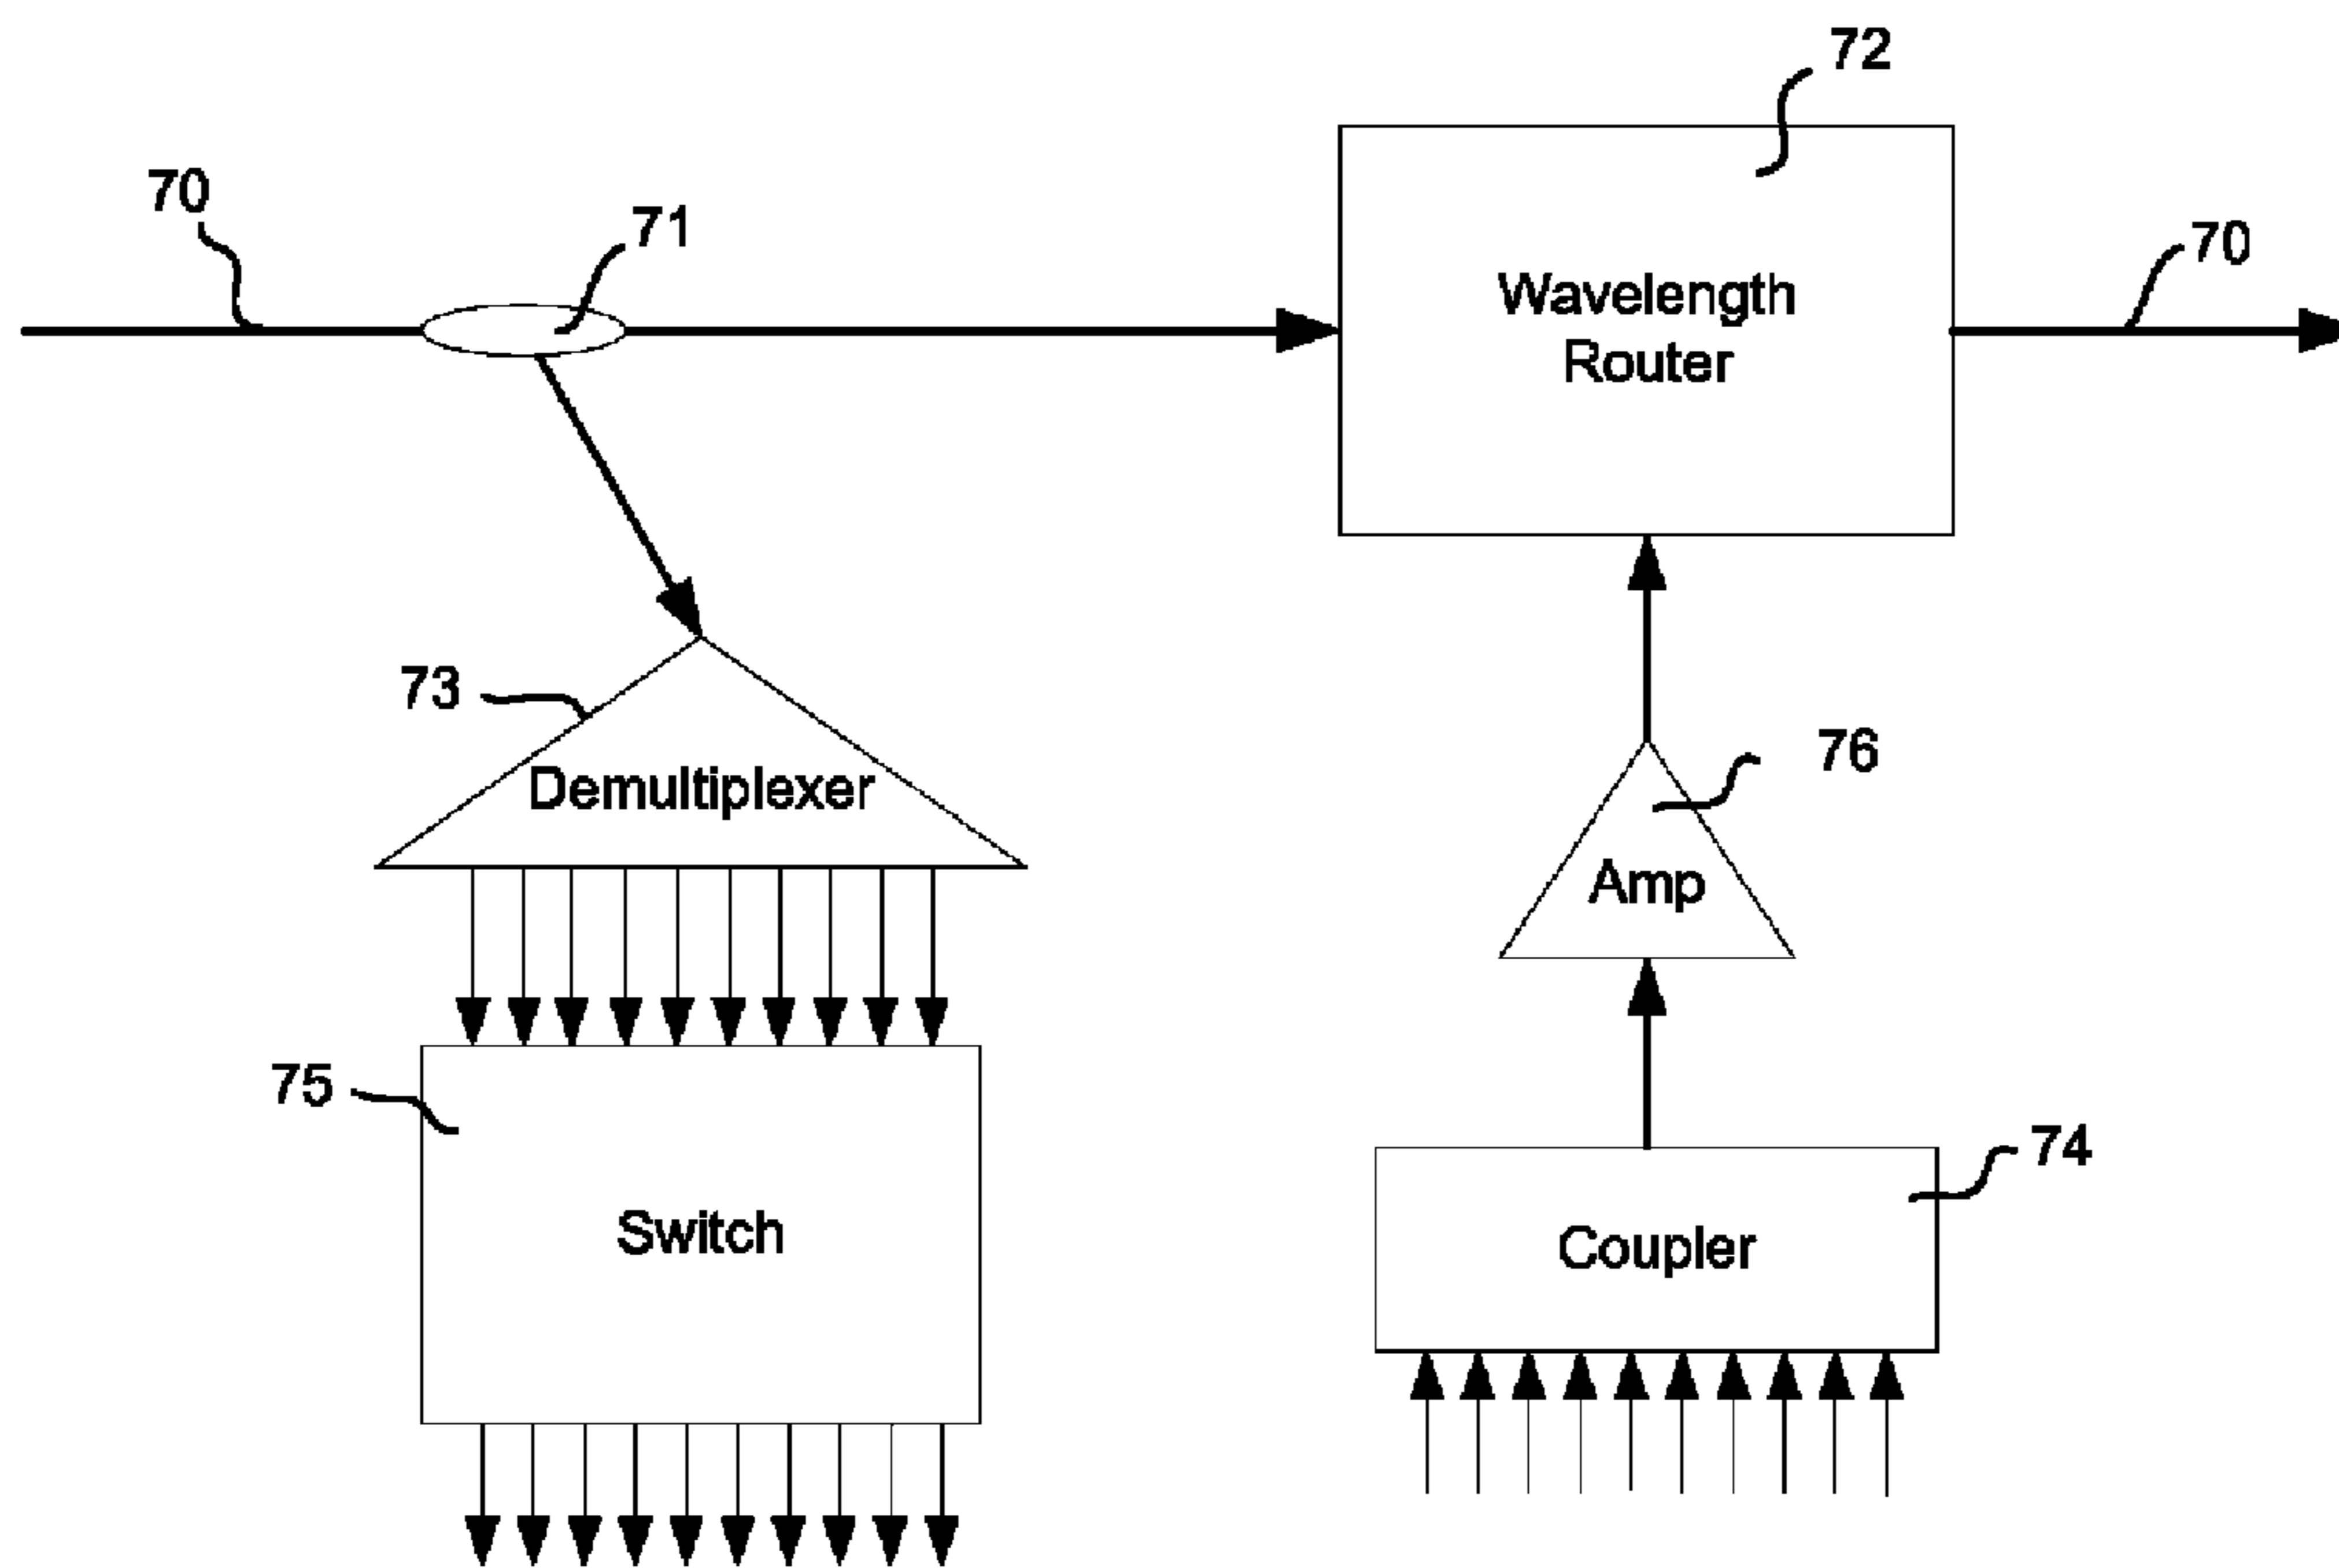 72
70
71
70
Wavelength
Router
73
76
Demultiplexer
Amp
75
74
Switch
Coupler